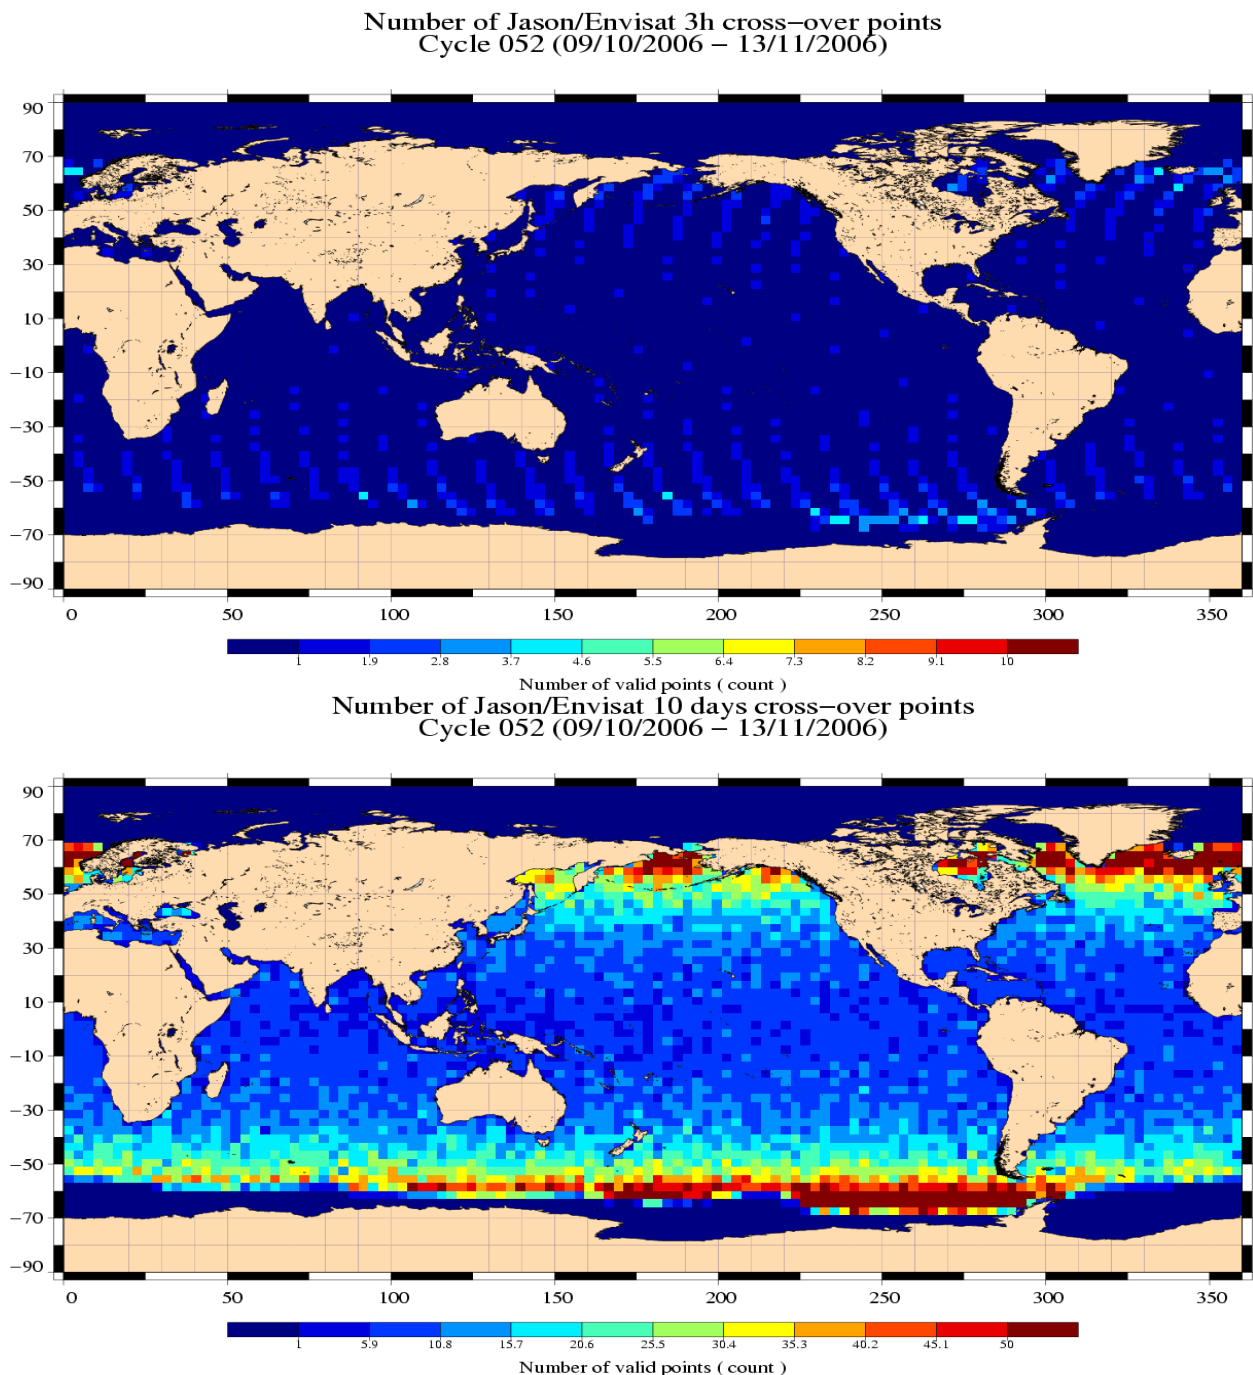 Number of Jason/Envisat 3h cross−over points
Cycle 052 (09/10/2006 − 13/11/2006)
90
70
50
30
10
−10
−30
−50
−70
−90
0 50 100 150 200 250 300 350
1 1.9 2.8 3.7 4.6 5.5 6.4 7.3 8.2 9.1 10
Number of valid points ( count )
Number of Jason/Envisat 10 days cross−over points
Cycle 052 (09/10/2006 − 13/11/2006)
90
70
50
30
10
−10
−30
−50
−70
−90
0 50 100 150 200 250 300 350
1 5.9 10.8 15.7 20.6 25.5 30.4 35.3 40.2 45.1 50
Number of valid points ( count )